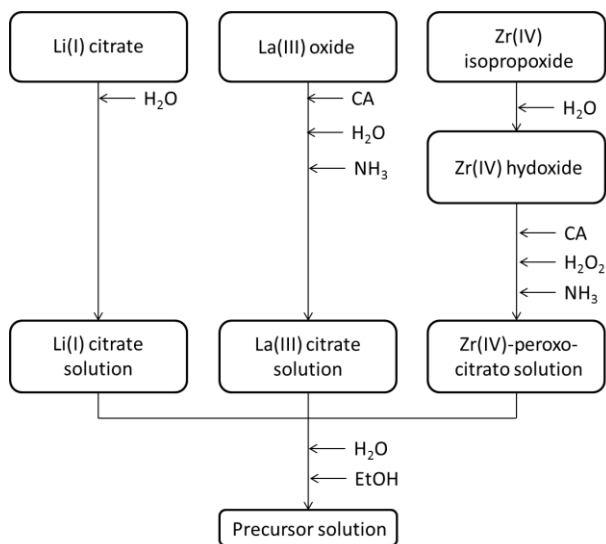 Li(I) citrate
La(III) oxide
Zr(IV)
isopropoxide
H₂O
CA
H₂O
NH₃
H₂O
Zr(IV) hydoxide
CA
H₂O₂
NH₃
Li(I) citrate
solution
La(III) citrate
solution
Zr(IV)-peroxo-
citrato solution
H₂O
EtOH
Precursor solution